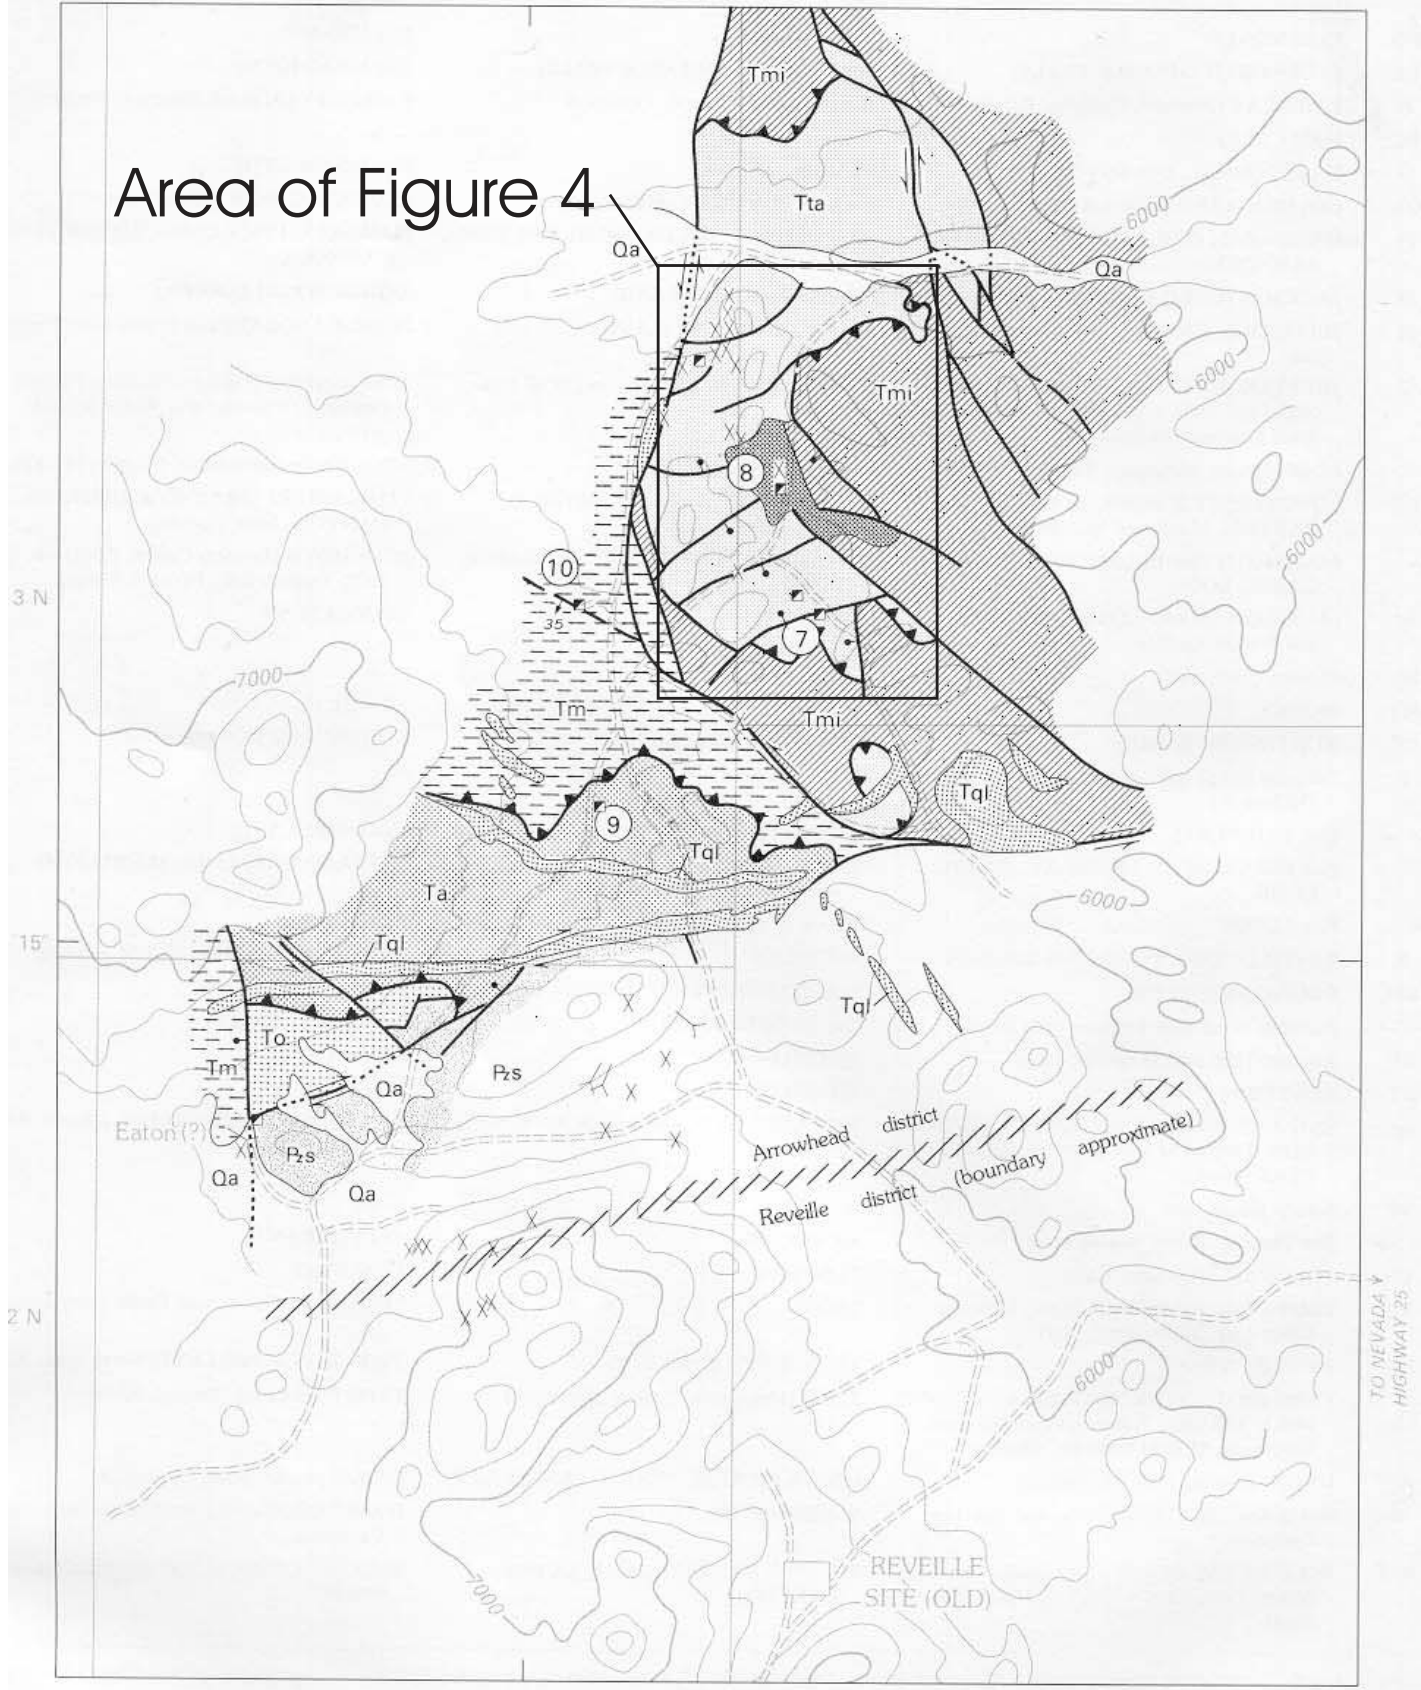 Tmi
Area of Figure 4
Tta
6000
Qa
Qa
6000
Tmi
8
6000
10
3 N
35
7
7000
Tm
Tmi
Tql
9
Tql
Ta
6000
15'
Tql
Tql
To
Tm
Qa
Pzs
Eaton (?)
Arrowhead district
(boundary approximate)
Pzs
Qa
Qa
Reveille district
2 N
TO NEVADA
HIGHWAY 25
6000
7000
REVEILLE
SITE (OLD)